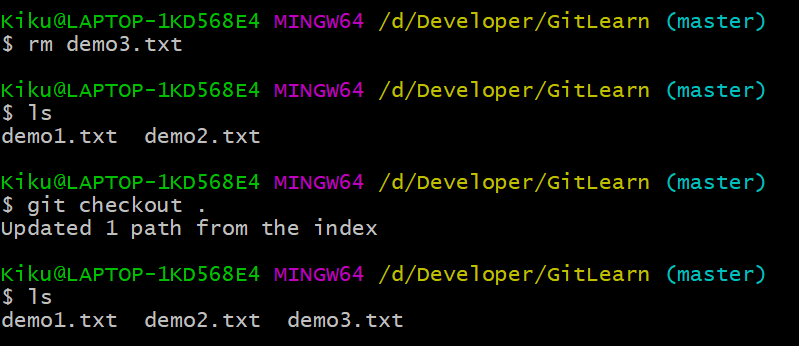 Kiku@LAPTOP-1KD568E4 MINGW64 /d/Developer/GitLearn (master)
$ rm demo3.txt
Kiku@LAPTOP-1KD568E4 MINGW64 /d/Developer/GitLearn (master)
$ ls
demo1.txt  demo2.txt
Kiku@LAPTOP-1KD568E4 MINGW64 /d/Developer/GitLearn (master)
$ git checkout .
Updated 1 path from the index
Kiku@LAPTOP-1KD568E4 MINGW64 /d/Developer/GitLearn (master)
$ ls
demo1.txt  demo2.txt  demo3.txt